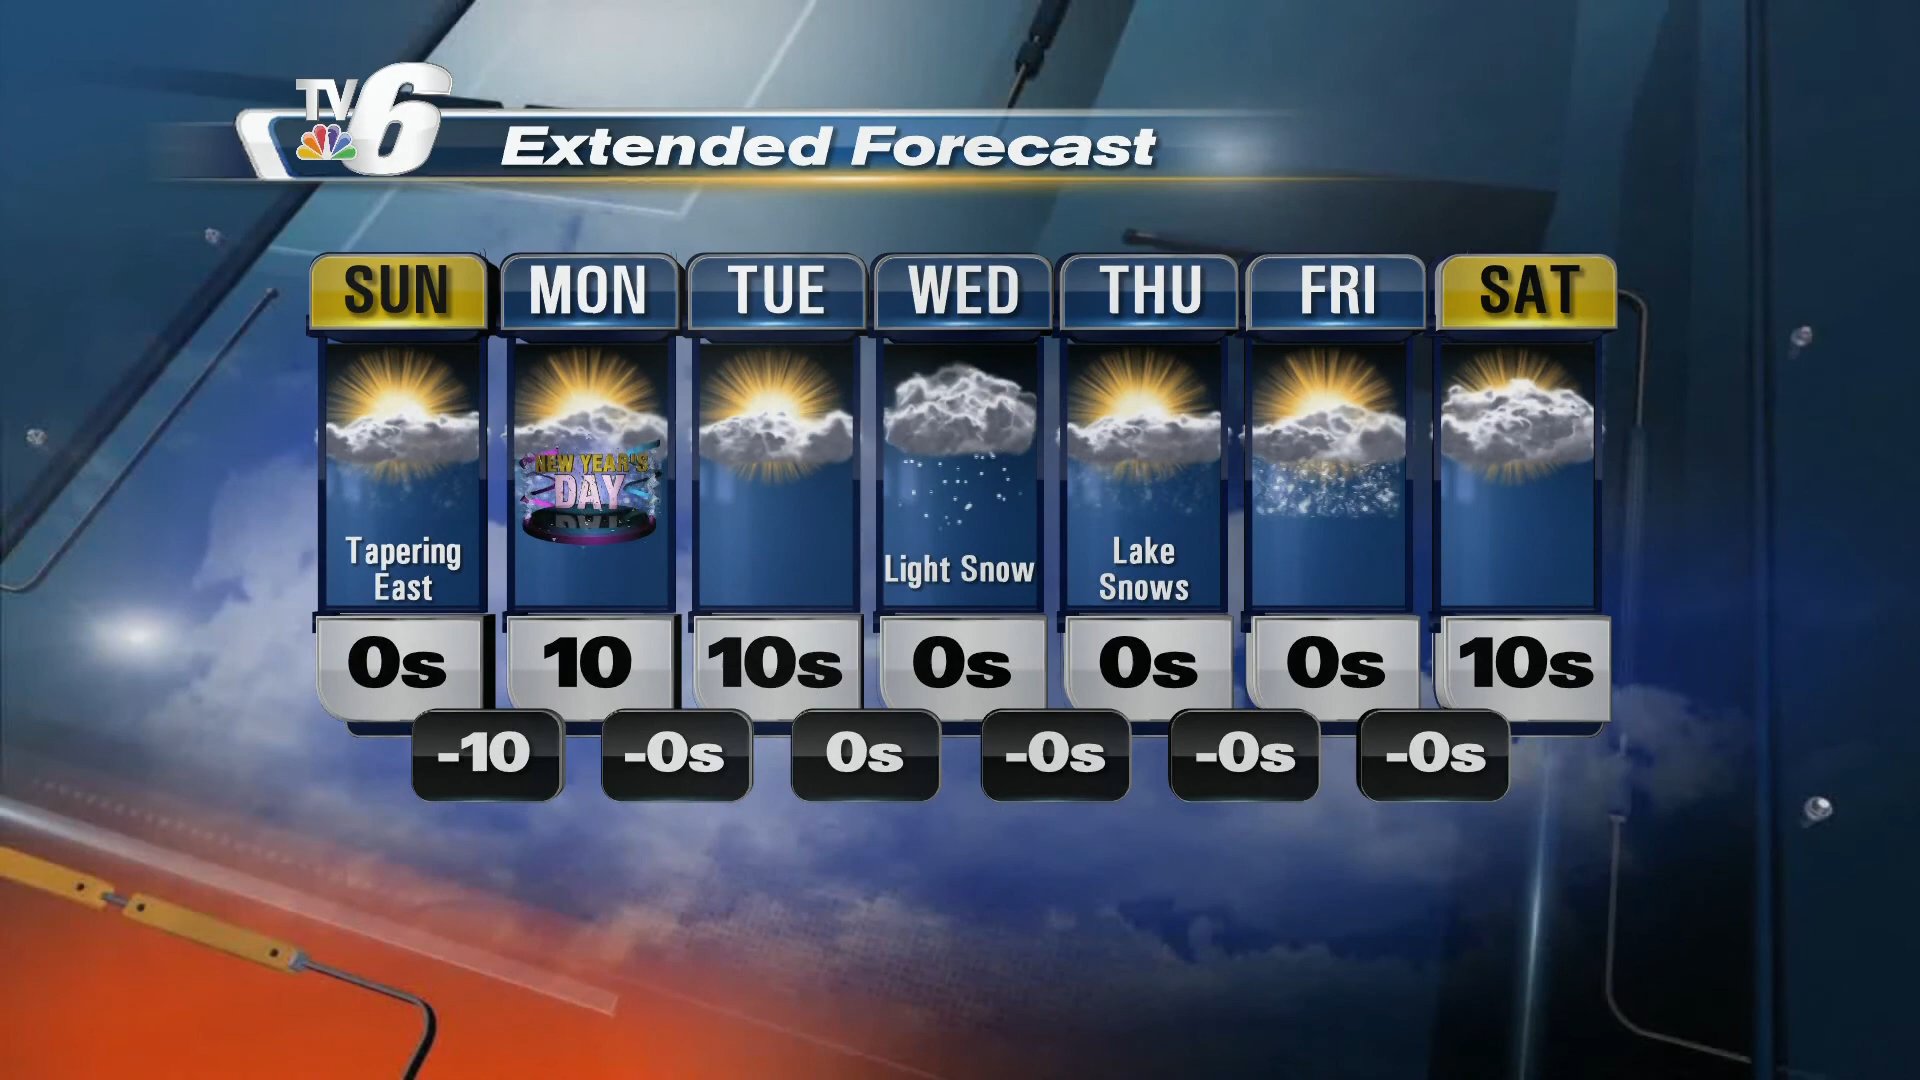 TV6
Extended Forecast
SUN
MON
TUE
WED
THU
FRI
SAT
NEW YEAR'S
DAY
Tapering
East
Light Snow
Lake
Snows
0s
10
10s
0s
0s
0s
10s
-10
-0s
0s
-0s
-0s
-0s